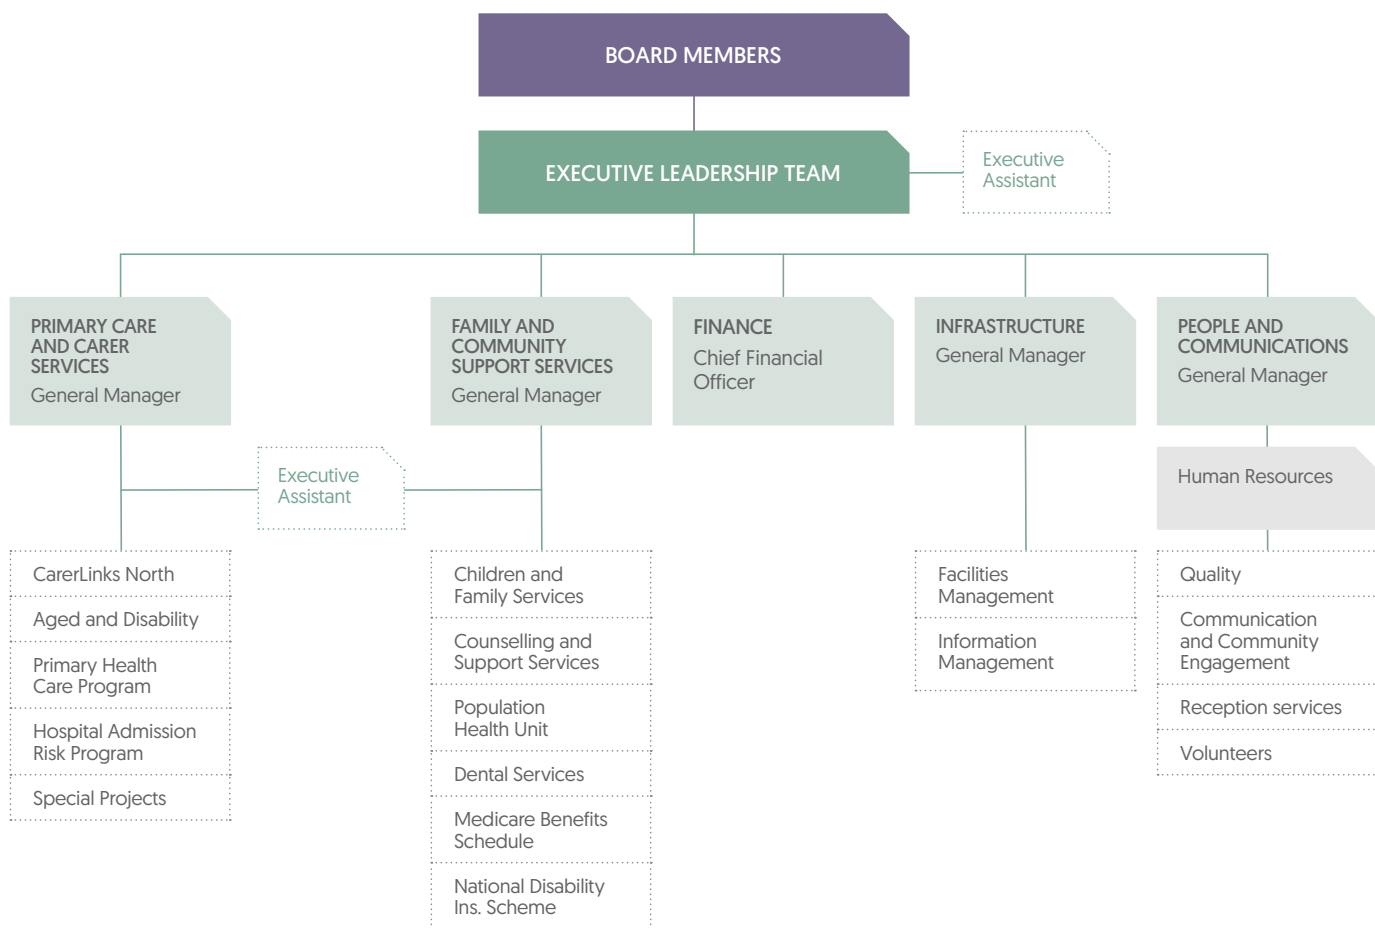 BOARD MEMBERS
EXECUTIVE LEADERSHIP TEAM
Executive
Assistant
PRIMARY CARE
AND CARER
SERVICES
General Manager
FAMILY AND
COMMUNITY
SUPPORT SERVICES
General Manager
FINANCE
Chief Financial
Officer
INFRASTRUCTURE
General Manager
PEOPLE AND
COMMUNICATIONS
General Manager
Executive
Assistant
Human Resources
CarerLinks North
Aged and Disability
Primary Health
Care Program
Hospital Admission
Risk Program
Special Projects
Children and
Family Services
Counselling and
Support Services
Population
Health Unit
Dental Services
Medicare Benefits
Schedule
National Disability
Ins. Scheme
Facilities
Management
Information
Management
Quality
Communication
and Community
Engagement
Reception services
Volunteers